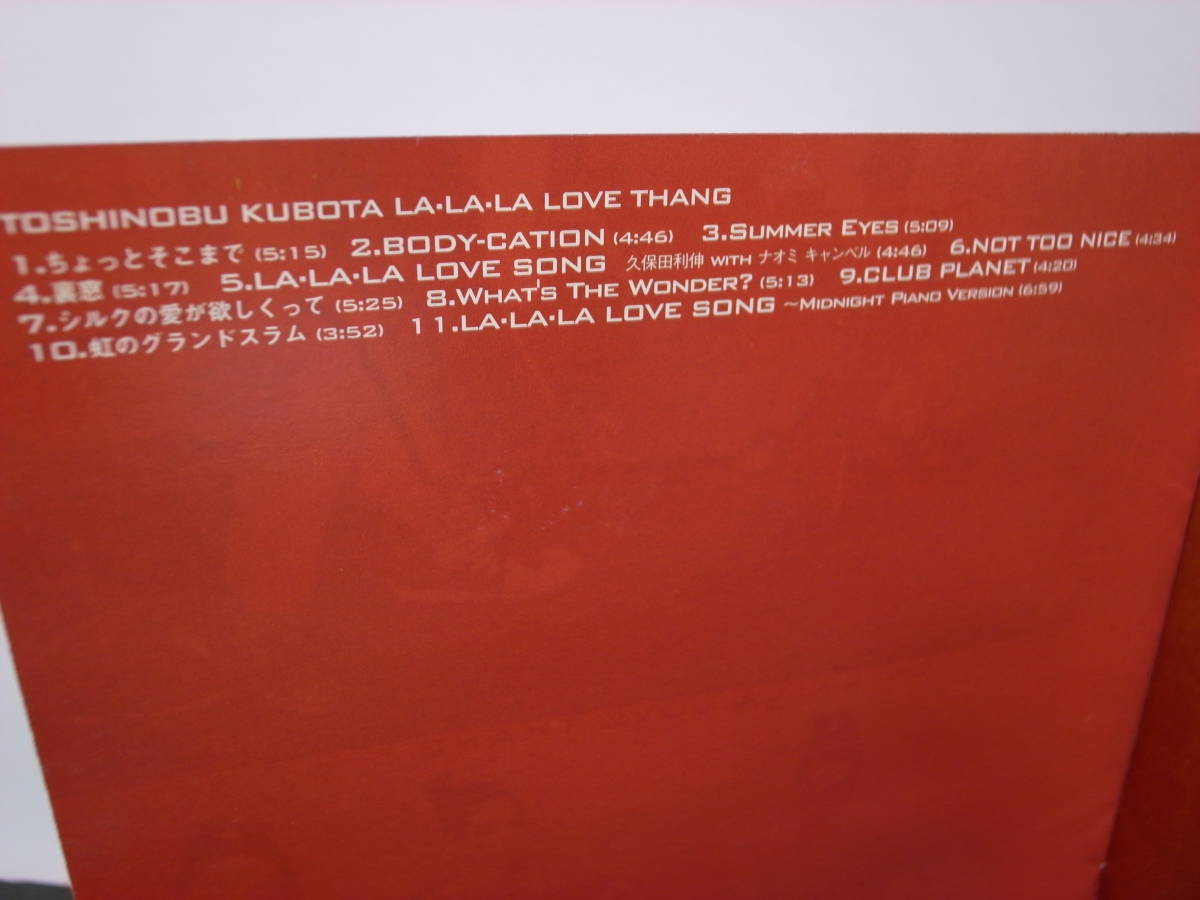 TOSHINOBU KUBOTA LA·LA·LA LOVE THANG
1.ちょっとそこまで (5:15) 2.BODY-CATION (4:46) 3.SUMMER EYES (5:09)
4.裏窓 (5:17) 5.LA·LA·LA LOVE SONG 久保田利伸 WITH ナオミ キャンベル (4:46) 6.NOT TOO NICE (4:34)
7.シルクの愛が欲しくって (5:25) 8.WHAT'S THE WONDER? (5:13) 9.CLUB PLANET (4:20)
10.虹のグランドスラム (3:52) 11.LA·LA·LA LOVE SONG ~MIDNIGHT PIANO VERSION (6:59)